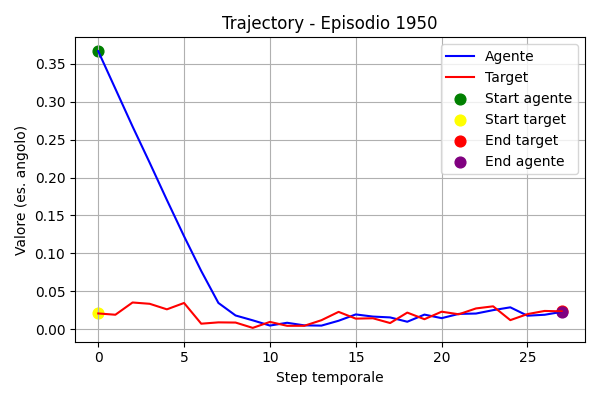 Trajectory - Episodio 1950
Valore (es. angolo)
0.35
0.30
0.25
0.20
0.15
0.10
0.05
0.00
Agente
Target
Start agente
Start target
End target
End agente
0 5 10 15 20 25
Step temporale